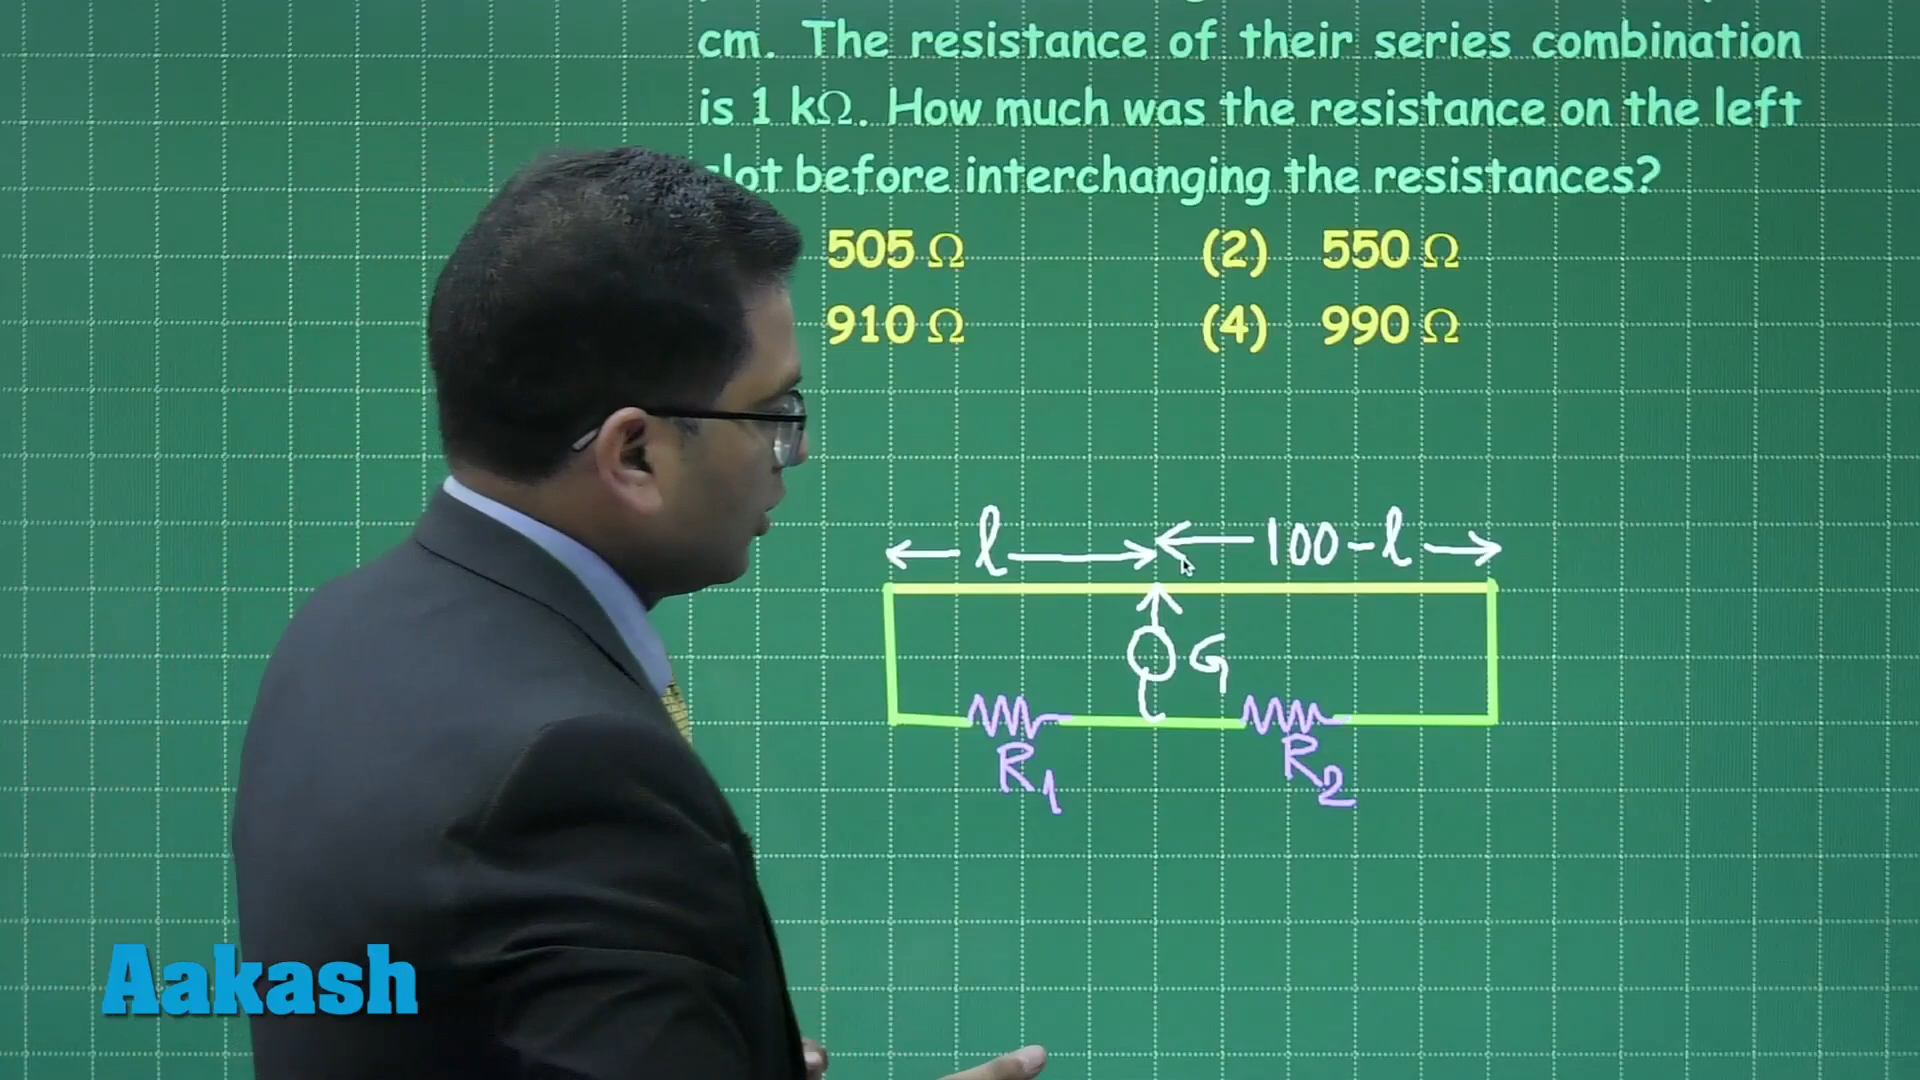 cm. The resistance of their series combination
is 1 kΩ. How much was the resistance on the left
slot before interchanging the resistances?
505 Ω (2) 550 Ω
910 Ω (4) 990 Ω
l 100-l
G
R1 R2
Aakash